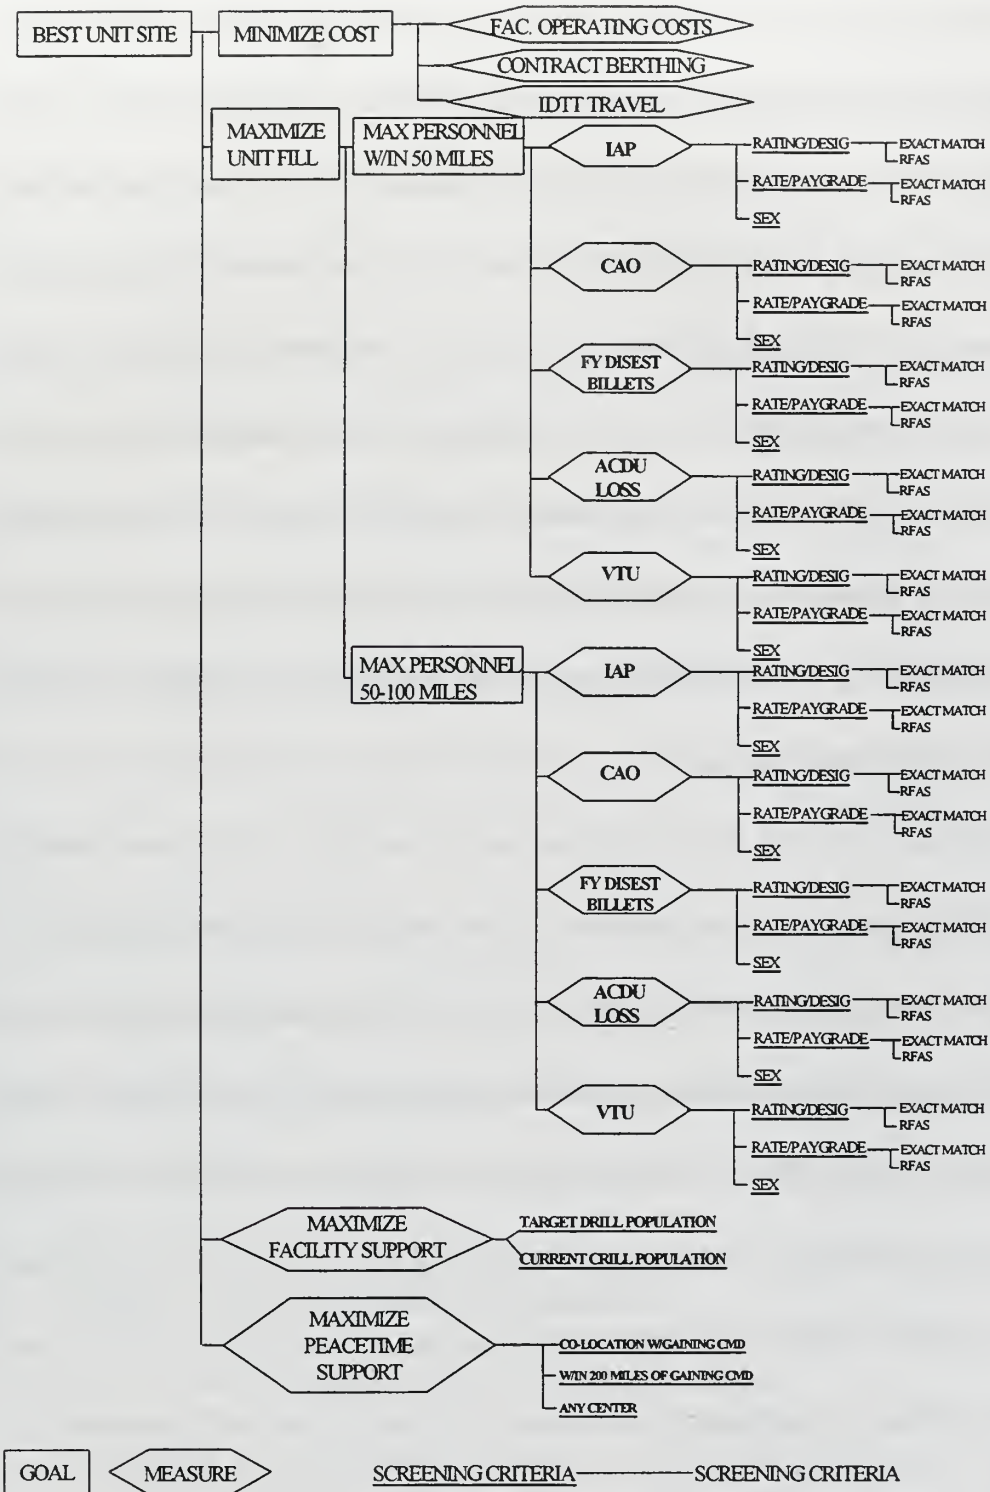 BEST UNIT SITE
MINIMIZE COST
FAC. OPERATING COSTS
CONTRACT BERTHING
IDTT TRAVEL
MAXIMIZE
UNIT FILL
MAX PERSONNEL
W/IN 50 MILES
IAP
RATING/DESIG
EXACT MATCH
RFAS
RATE/PAYGRADE
EXACT MATCH
RFAS
SEX
CAO
RATING/DESIG
EXACT MATCH
RFAS
RATE/PAYGRADE
EXACT MATCH
RFAS
SEX
FY DISEST
BILLETS
RATING/DESIG
EXACT MATCH
RFAS
RATE/PAYGRADE
EXACT MATCH
RFAS
SEX
ACDU
LOSS
RATING/DESIG
EXACT MATCH
RFAS
RATE/PAYGRADE
EXACT MATCH
RFAS
SEX
VTU
RATING/DESIG
EXACT MATCH
RFAS
RATE/PAYGRADE
EXACT MATCH
RFAS
SEX
MAX PERSONNEL
50-100 MILES
IAP
RATING/DESIG
EXACT MATCH
RFAS
RATE/PAYGRADE
EXACT MATCH
RFAS
SEX
CAO
RATING/DESIG
EXACT MATCH
RFAS
RATE/PAYGRADE
EXACT MATCH
RFAS
SEX
FY DISEST
BILLETS
RATING/DESIG
EXACT MATCH
RFAS
RATE/PAYGRADE
EXACT MATCH
RFAS
SEX
ACDU
LOSS
RATING/DESIG
EXACT MATCH
RFAS
RATE/PAYGRADE
EXACT MATCH
RFAS
SEX
VTU
RATING/DESIG
EXACT MATCH
RFAS
RATE/PAYGRADE
EXACT MATCH
RFAS
SEX
MAXIMIZE
FACILITY SUPPORT
TARGET DRILL POPULATION
CURRENT CRILL POPULATION
MAXIMIZE
PEACETIME
SUPPORT
CO-LOCATION W/GAINING CMD
W/IN 200 MILES OF GAINING CMD
ANY CENTER
GOAL
MEASURE
SCREENING CRITERIA
SCREENING CRITERIA